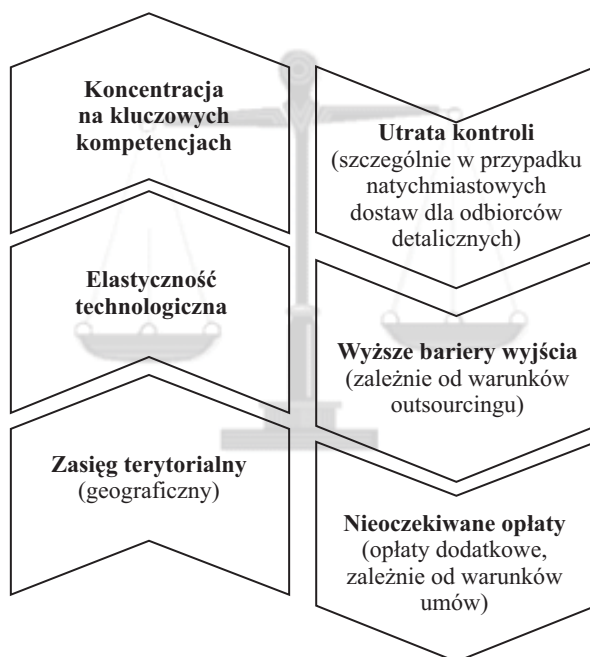 Koncentracja
na kluczowych
kompetencjach
Elastyczność
technologiczna
Zasięg terytorialny
(geograficzny)
Utrata kontroli
(szczególnie w przypadku
natychmiastowych
dostaw dla odbiorców
detalicznych)
Wyższe bariery wyjścia
(zależnie od warunków
outsourcingu)
Nieoczekiwane opłaty
(opłaty dodatkowe,
zależnie od warunków
umów)